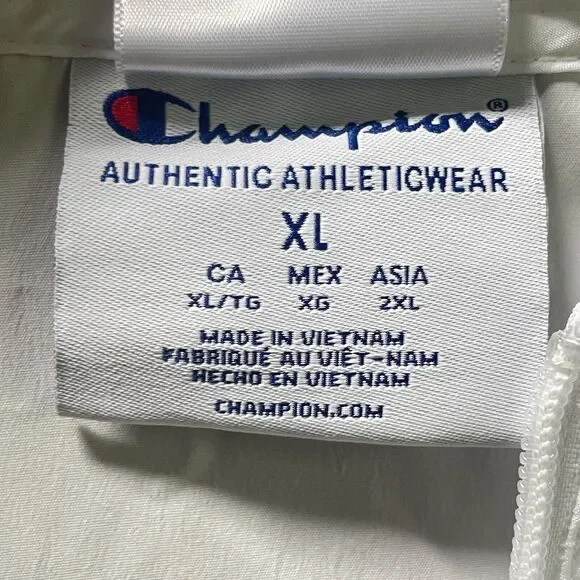 Champion®
AUTHENTIC ATHLETICWEAR
XL
CA MEX ASIA
XL/TG XG 2XL
MADE IN VIETNAM
FABRIQUÉ AU VIÊT-NAM
HECHO EN VIETNAM
CHAMPION.COM